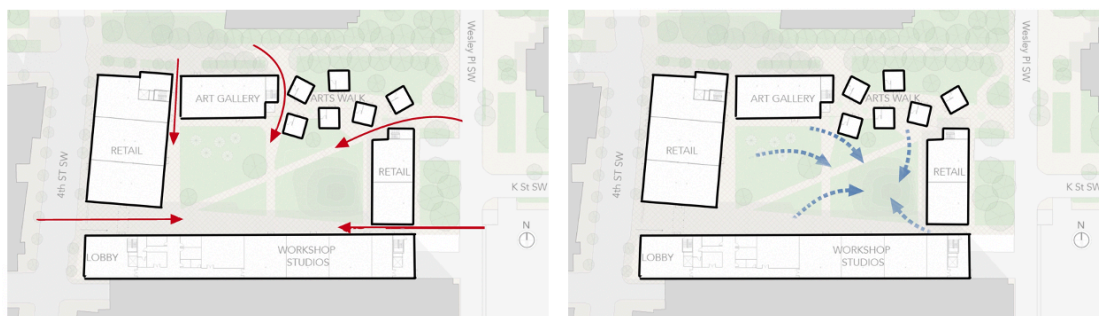 Wesley Pl SW
ART GALLERY
ARTS WALK
RETAIL
RETAIL
4th ST SW
K St SW
N
LOBBY
WORKSHOP
STUDIOS
Wesley Pl SW
ART GALLERY
ARTS WALK
RETAIL
RETAIL
4th ST SW
K St SW
N
LOBBY
WORKSHOP
STUDIOS